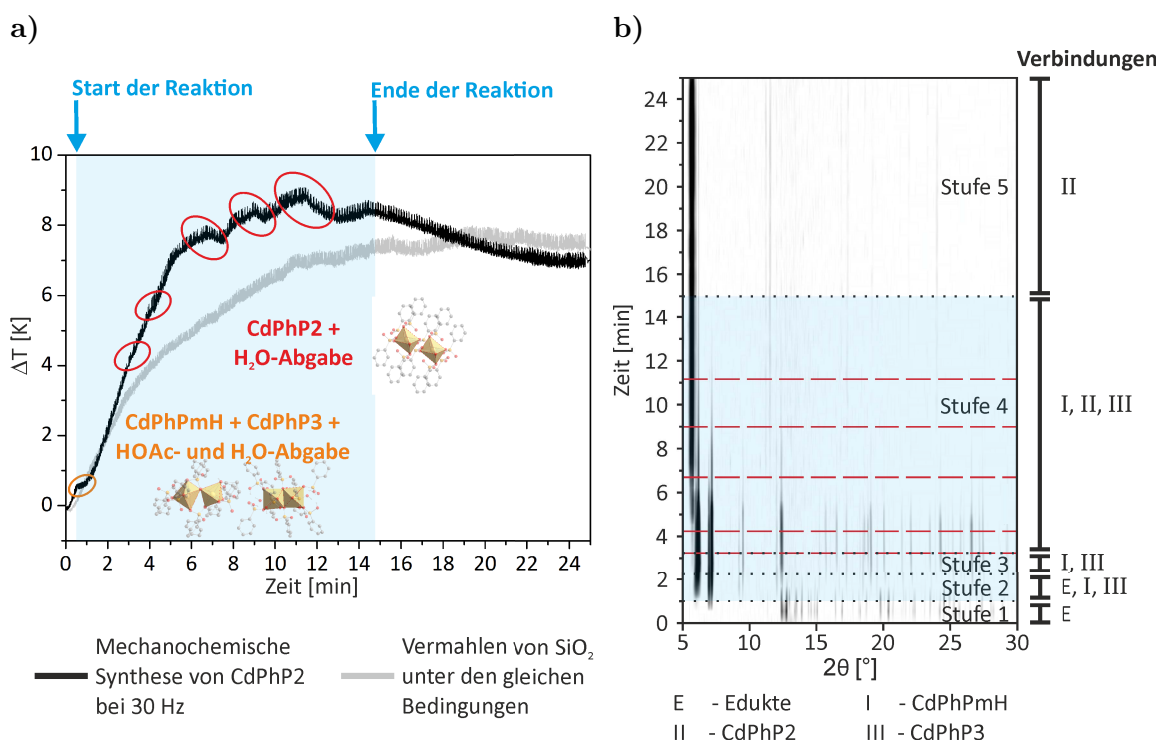 a)
Start der Reaktion
Ende der Reaktion
10
8
6
4
2
0
ΔT [K]
CdPhP2 +
H₂O-Abgabe
CdPhPmH + CdPhP3 +
HOAc- und H₂O-Abgabe
0 2 4 6 8 10 12 14 16 18 20 22 24
Zeit [min]
Mechanochemische
Synthese von CdPhP2
bei 30 Hz
Vermahlen von SiO₂
unter den gleichen
Bedingungen
b)
Verbindungen
24
22
20
18
16
14
12
10
8
6
4
2
0
Zeit [min]
Stufe 5
Stufe 4
Stufe 3
Stufe 2
Stufe 1
II
I, II, III
I, III
E, I, III
E
5 10 15 20 25 30
2θ [°]
E - Edukte I - CdPhPmH
II - CdPhP2 III - CdPhP3